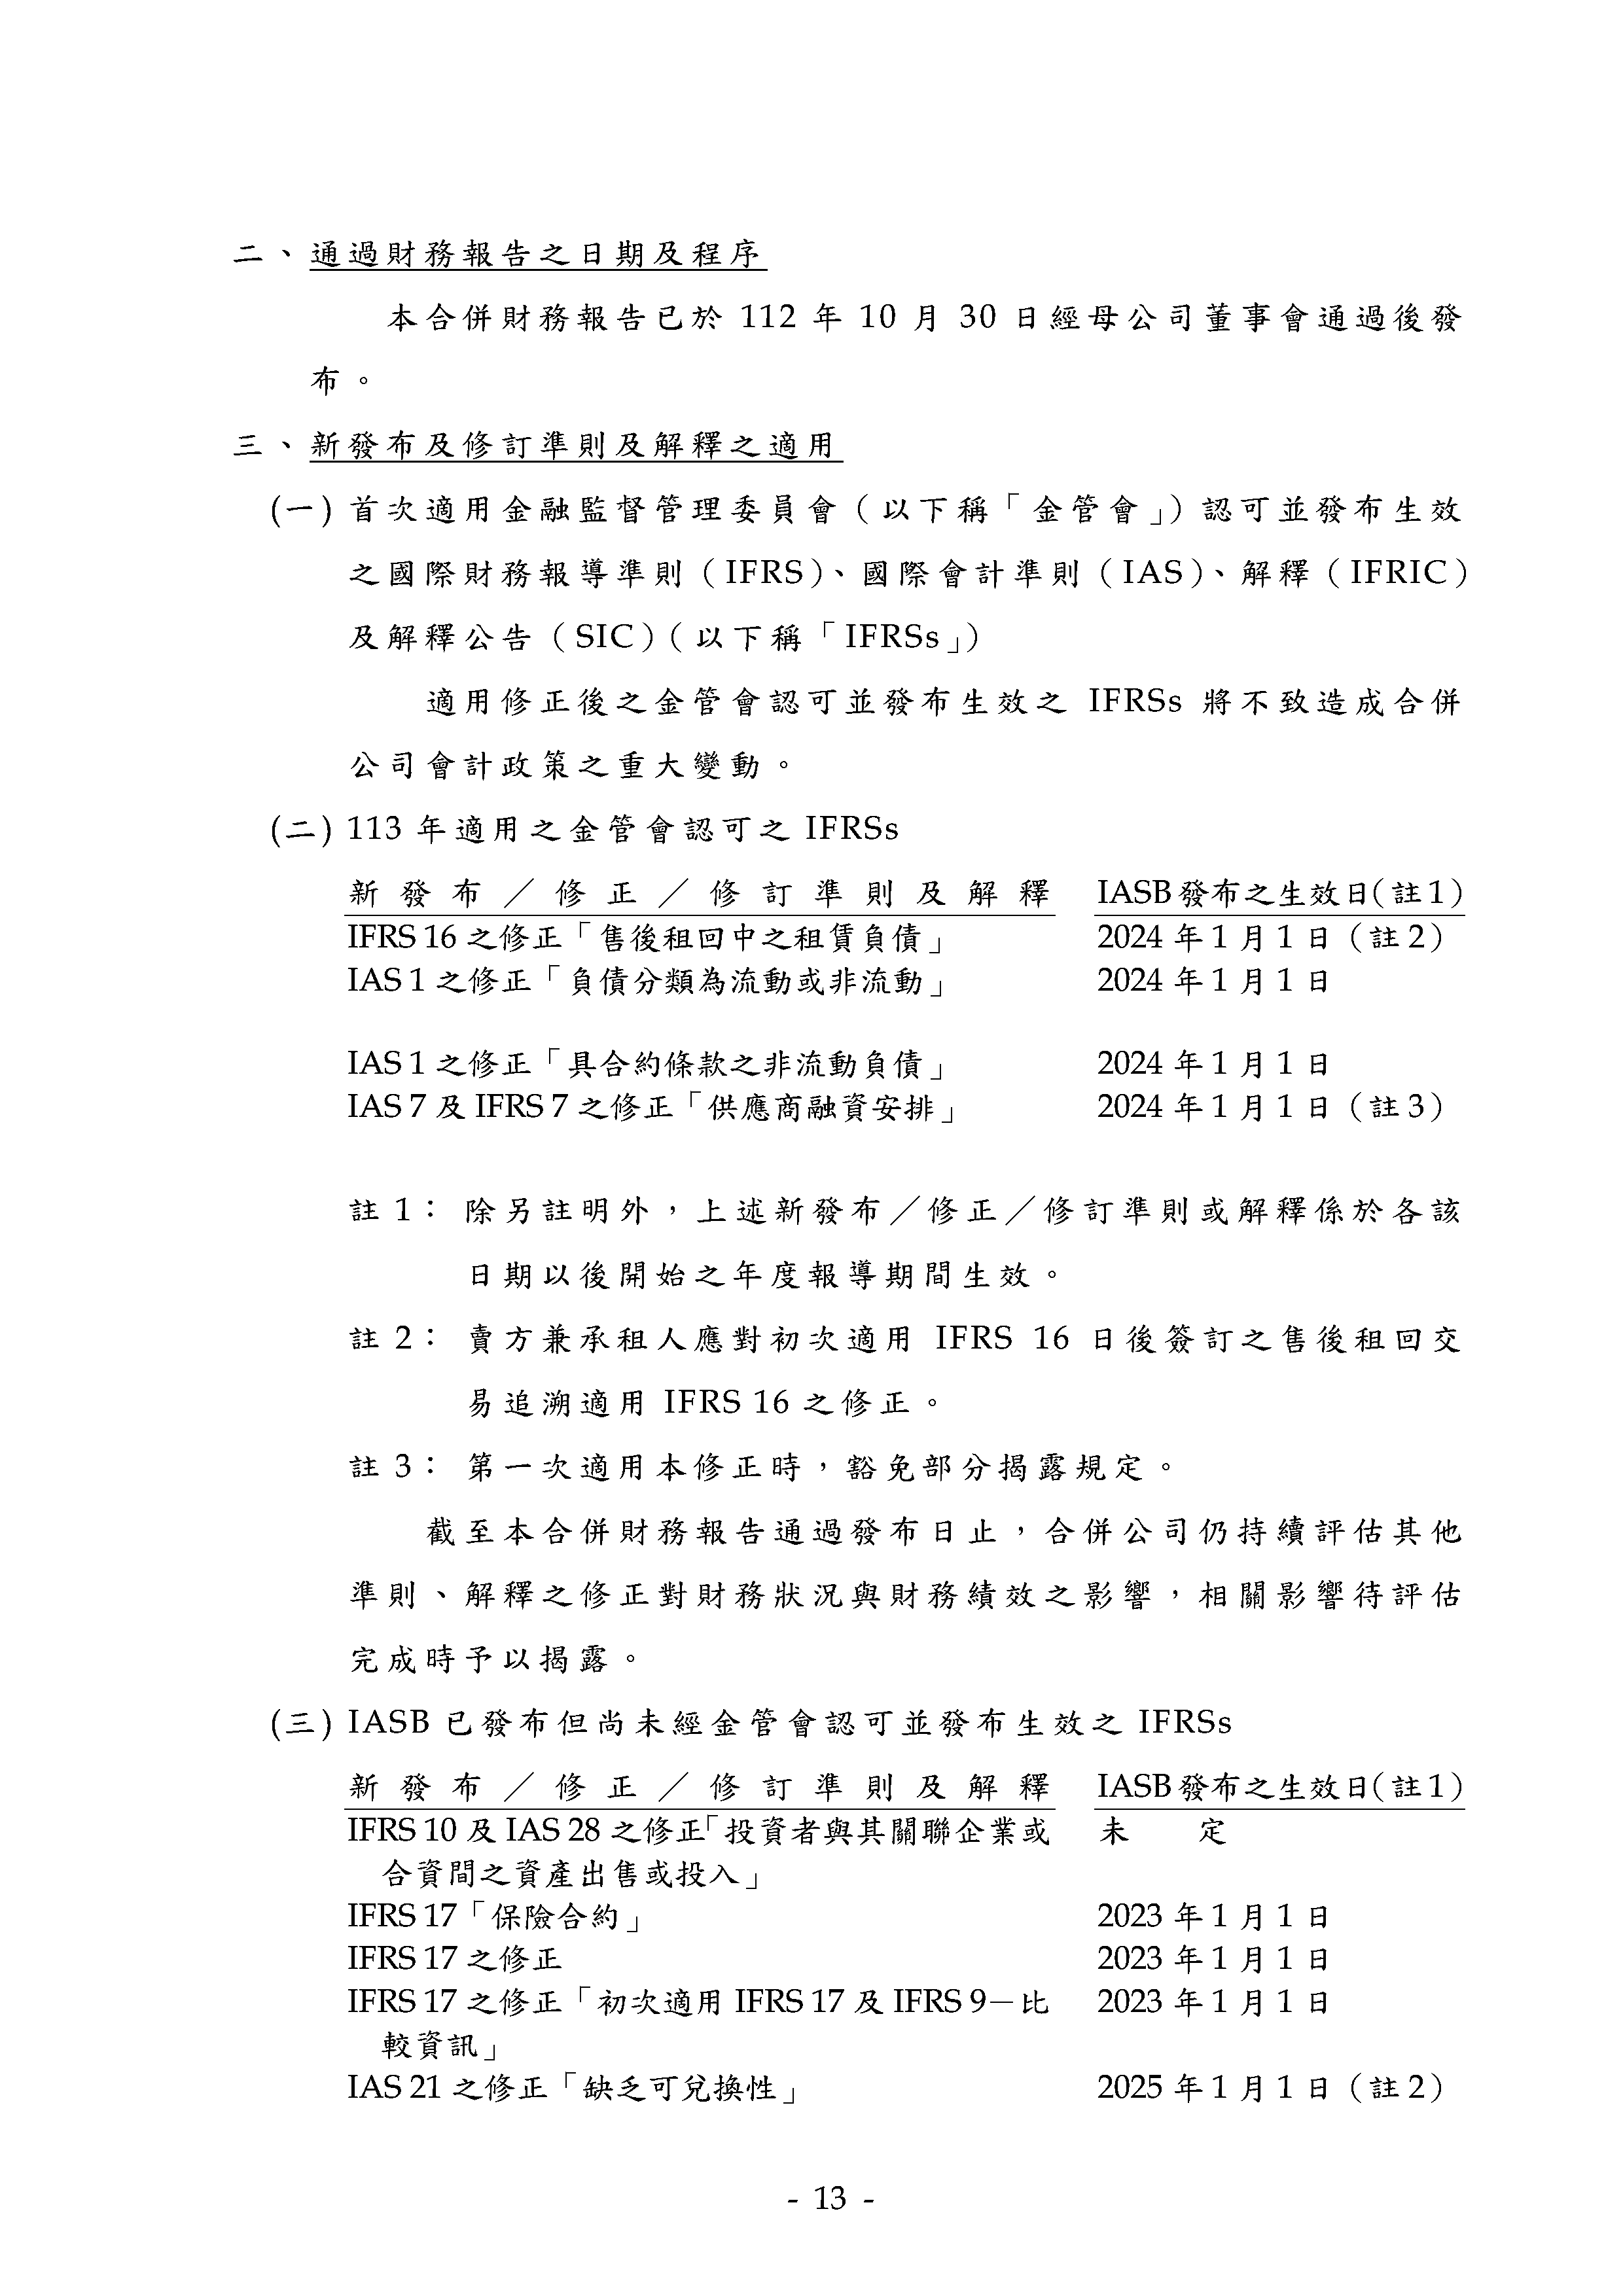 二、通過財務報告之日期及程序
本合併財務報告已於 112 年 10 月 30 日經母公司董事會通過後發
布。
三、新發布及修訂準則及解釋之適用
(一) 首次適用金融監督管理委員會（以下稱「金管會」）認可並發布生效
之國際財務報導準則（IFRS）、國際會計準則（IAS）、解釋（IFRIC）
及解釋公告（SIC）（以下稱「IFRSs」）
適用修正後之金管會認可並發布生效之 IFRSs 將不致造成合併
公司會計政策之重大變動。
(二) 113 年適用之金管會認可之 IFRSs
新發布／修正／修訂準則及解釋 IASB 發布之生效日（註 1）
IFRS 16 之修正「售後租回中之租賃負債」 2024 年 1 月 1 日（註 2）
IAS 1 之修正「負債分類為流動或非流動」 2024 年 1 月 1 日
IAS 1 之修正「具合約條款之非流動負債」 2024 年 1 月 1 日
IAS 7 及 IFRS 7 之修正「供應商融資安排」 2024 年 1 月 1 日（註 3）
註 1： 除另註明外，上述新發布／修正／修訂準則或解釋係於各該
日期以後開始之年度報導期間生效。
註 2： 賣方兼承租人應對初次適用 IFRS 16 日後簽訂之售後租回交
易追溯適用 IFRS 16 之修正。
註 3： 第一次適用本修正時，豁免部分揭露規定。
截至本合併財務報告通過發布日止，合併公司仍持續評估其他
準則、解釋之修正對財務狀況與財務績效之影響，相關影響待評估
完成時予以揭露。
(三) IASB 已發布但尚未經金管會認可並發布生效之 IFRSs
新發布／修正／修訂準則及解釋 IASB 發布之生效日（註 1）
IFRS 10 及 IAS 28 之修正「投資者與其關聯企業或 未 定
合資間之資產出售或投入」
IFRS 17「保險合約」 2023 年 1 月 1 日
IFRS 17 之修正 2023 年 1 月 1 日
IFRS 17 之修正「初次適用 IFRS 17 及 IFRS 9－比 2023 年 1 月 1 日
較資訊」
IAS 21 之修正「缺乏可兌換性」 2025 年 1 月 1 日（註 2）
- 13 -